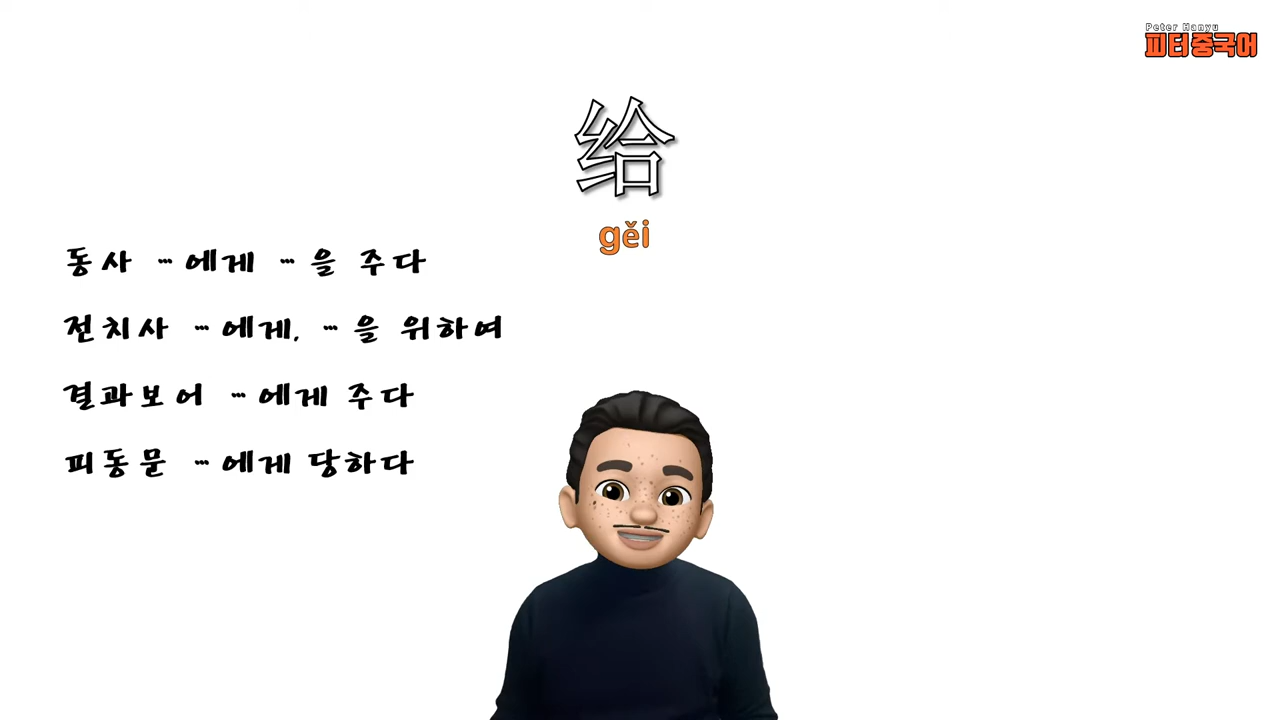 Peter Hanyu
피터중국어
给
gěi
동사 … 에게 … 을 주다
전치사 … 에게, … 을 위하여
결과보어 … 에게 주다
피동문 … 에게 당하다